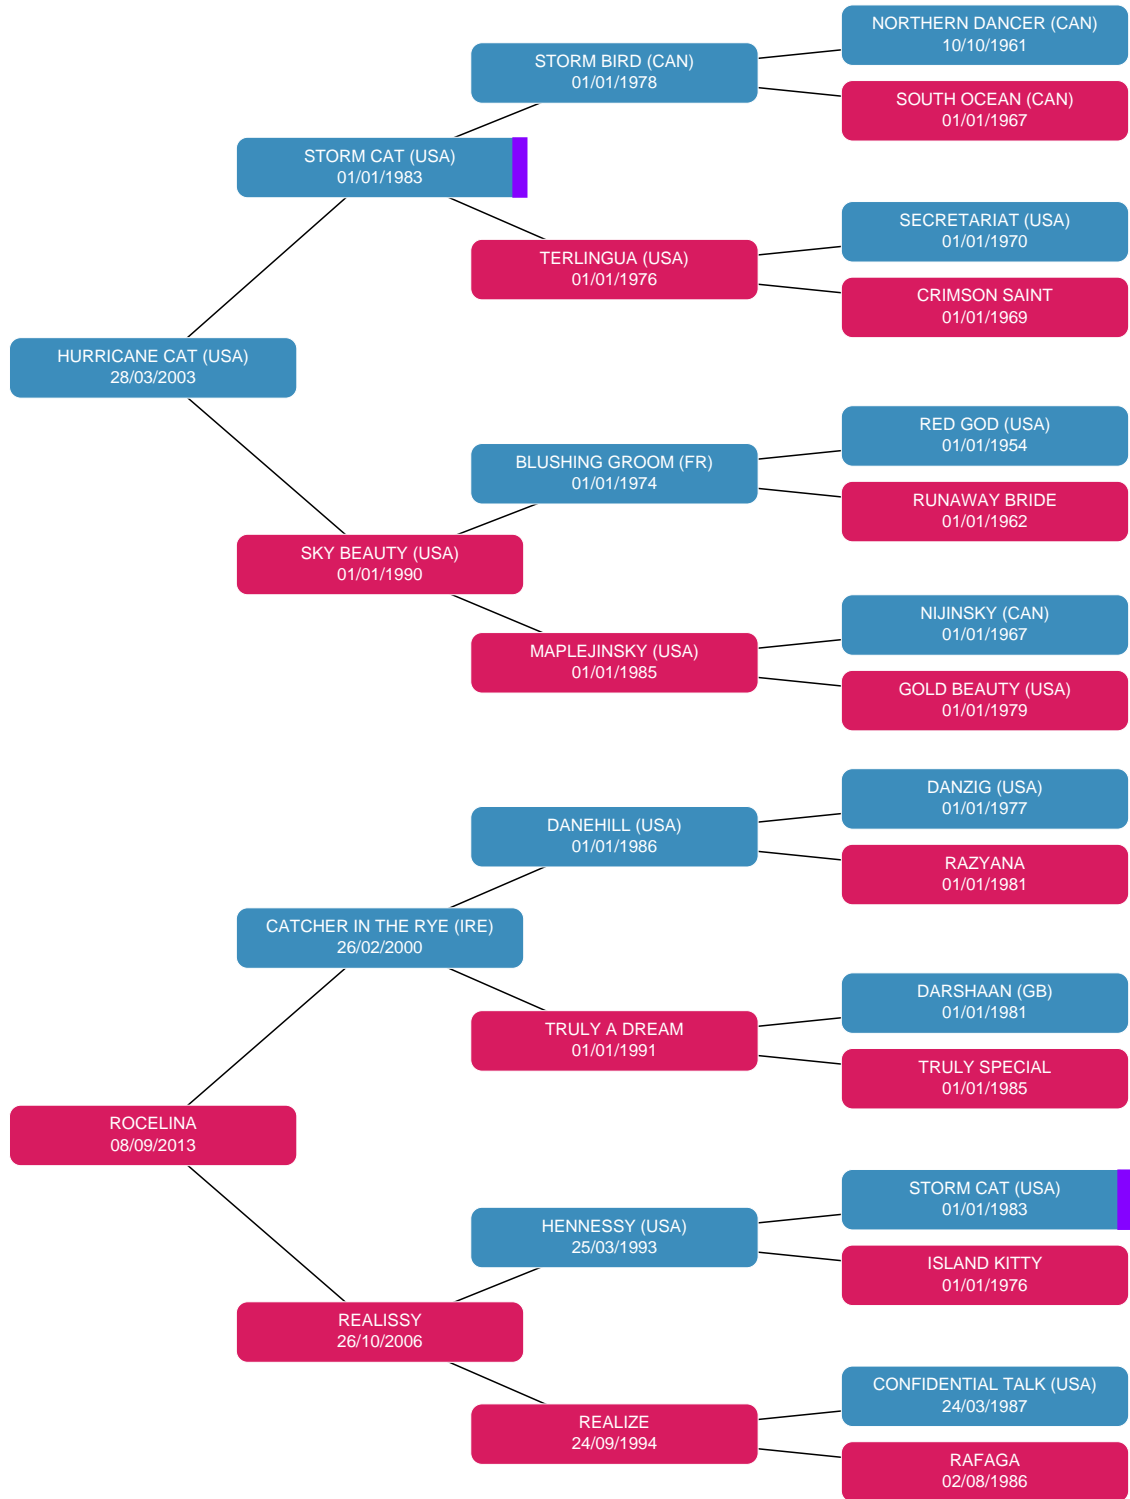 NORTHERN DANCER (CAN)
10/10/1961
STORM BIRD (CAN)
01/01/1978
SOUTH OCEAN (CAN)
01/01/1967
STORM CAT (USA)
01/01/1983
SECRETARIAT (USA)
01/01/1970
TERLINGUA (USA)
01/01/1976
CRIMSON SAINT
01/01/1969
HURRICANE CAT (USA)
28/03/2003
RED GOD (USA)
01/01/1954
BLUSHING GROOM (FR)
01/01/1974
RUNAWAY BRIDE
01/01/1962
SKY BEAUTY (USA)
01/01/1990
NIJINSKY (CAN)
01/01/1967
MAPLEJINSKY (USA)
01/01/1985
GOLD BEAUTY (USA)
01/01/1979
DANZIG (USA)
01/01/1977
DANEHILL (USA)
01/01/1986
RAZYANA
01/01/1981
CATCHER IN THE RYE (IRE)
26/02/2000
DARSHAAN (GB)
01/01/1981
TRULY A DREAM
01/01/1991
TRULY SPECIAL
01/01/1985
ROCELINA
08/09/2013
STORM CAT (USA)
01/01/1983
HENNESSY (USA)
25/03/1993
ISLAND KITTY
01/01/1976
REALISSY
26/10/2006
CONFIDENTIAL TALK (USA)
24/03/1987
REALIZE
24/09/1994
RAFAGA
02/08/1986